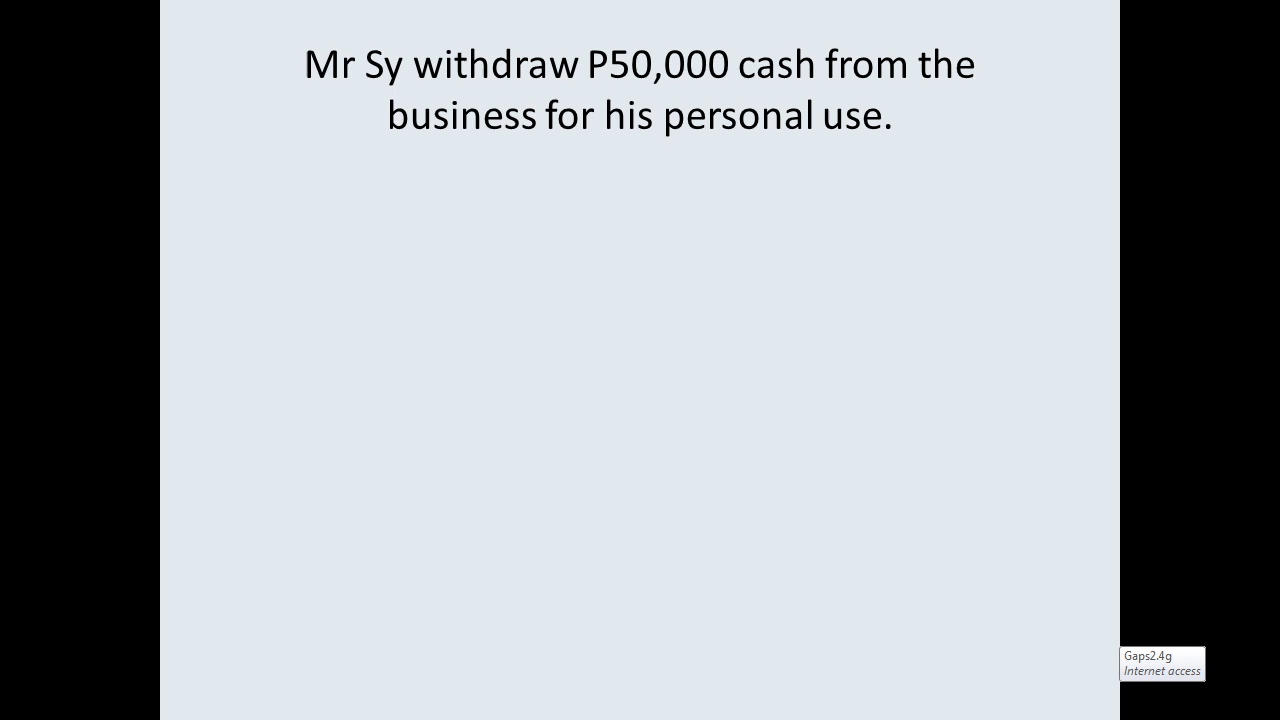 Mr Sy withdraw P50,000 cash from the
business for his personal use.
Gaps2.4g
Internet access